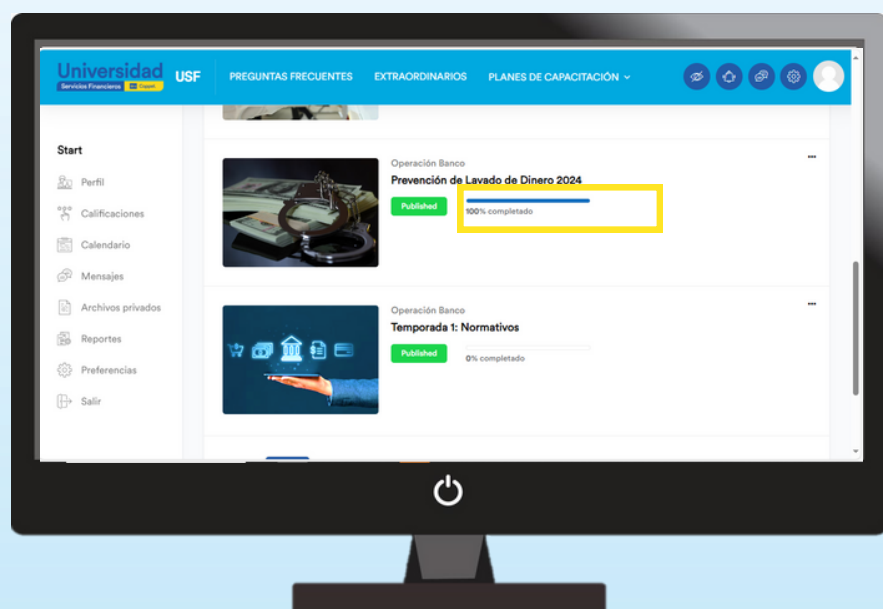 Universidad
Servicios Financieros
USF
PREGUNTAS FRECUENTES
EXTRAORDINARIOS
PLANES DE CAPACITACIÓN
Start
Perfil
Calificaciones
Calendario
Mensajes
Archivos privados
Reportes
Preferencias
Salir
Operación Banco
Prevención de Lavado de Dinero 2024
Published
100% completado
Operación Banco
Temporada 1: Normativos
Published
0% completado